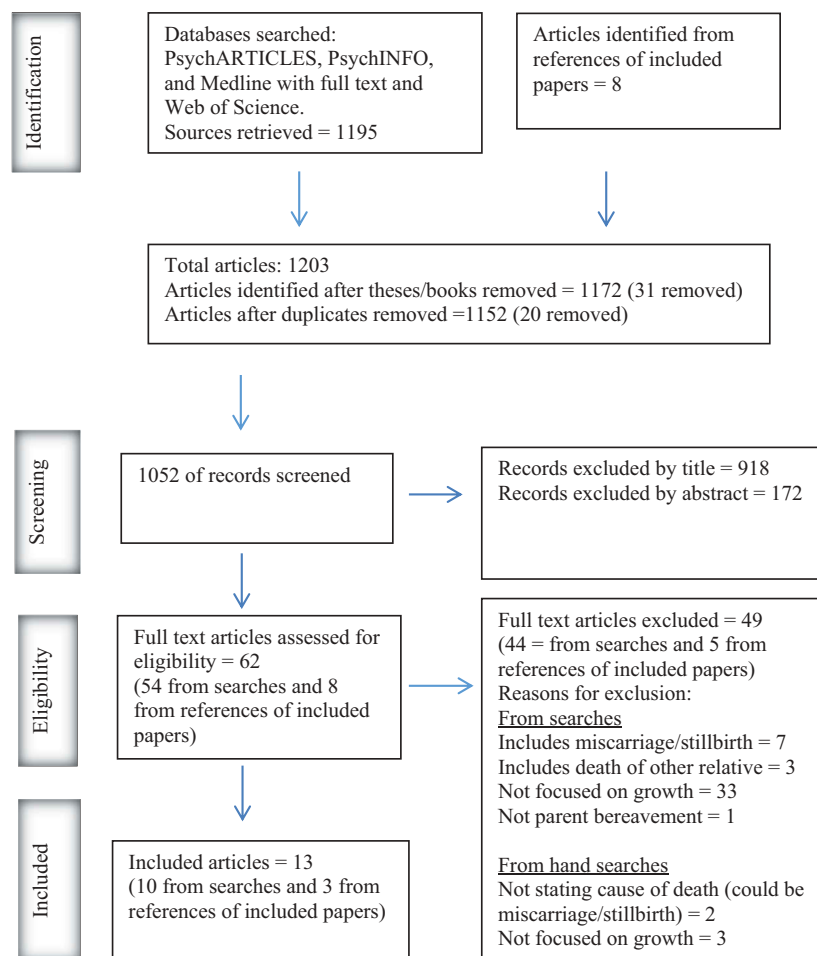 Identification
Databases searched:
PsychARTICLES, PsychINFO,
and Medline with full text and
Web of Science.
Sources retrieved = 1195
Articles identified from
references of included
papers = 8
Total articles: 1203
Articles identified after theses/books removed = 1172 (31 removed)
Articles after duplicates removed =1152 (20 removed)
Screening
1052 of records screened
Records excluded by title = 918
Records excluded by abstract = 172
Eligibility
Full text articles assessed for
eligibility = 62
(54 from searches and 8
from references of included
papers)
Full text articles excluded = 49
(44 = from searches and 5 from
references of included papers)
Reasons for exclusion:
From searches
Includes miscarriage/stillbirth = 7
Includes death of other relative = 3
Not focused on growth = 33
Not parent bereavement = 1
From hand searches
Not stating cause of death (could be
miscarriage/stillbirth) = 2
Not focused on growth = 3
Included
Included articles = 13
(10 from searches and 3 from
references of included papers)